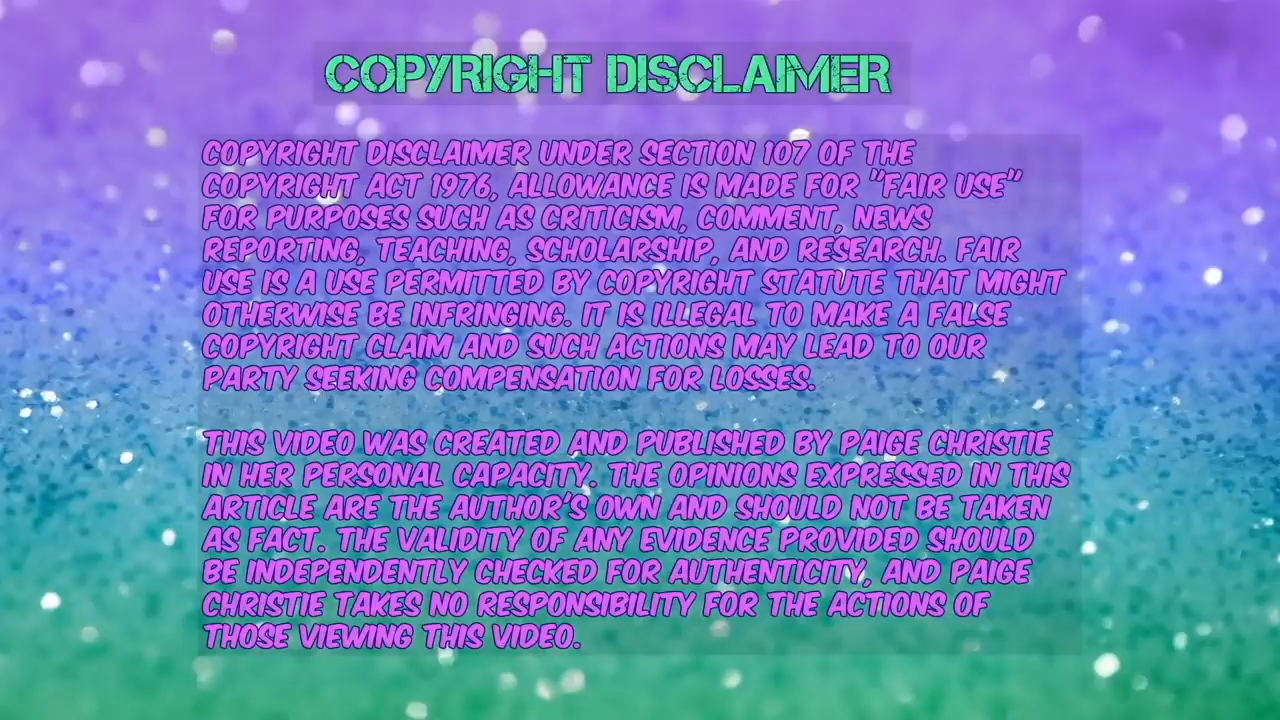 COPYRIGHT DISCLAIMER
COPYRIGHT DISCLAIMER UNDER SECTION 107 OF THE
COPYRIGHT ACT 1976, ALLOWANCE IS MADE FOR "FAIR USE"
FOR PURPOSES SUCH AS CRITICISM, COMMENT, NEWS
REPORTING, TEACHING, SCHOLARSHIP, AND RESEARCH. FAIR
USE IS A USE PERMITTED BY COPYRIGHT STATUTE THAT MIGHT
OTHERWISE BE INFRINGING. IT IS ILLEGAL TO MAKE A FALSE
COPYRIGHT CLAIM AND SUCH ACTIONS MAY LEAD TO OUR
PARTY SEEKING COMPENSATION FOR LOSSES.
THIS VIDEO WAS CREATED AND PUBLISHED BY PAIGE CHRISTIE
IN HER PERSONAL CAPACITY. THE OPINIONS EXPRESSED IN THIS
ARTICLE ARE THE AUTHOR'S OWN AND SHOULD NOT BE TAKEN
AS FACT. THE VALIDITY OF ANY EVIDENCE PROVIDED SHOULD
BE INDEPENDENTLY CHECKED FOR AUTHENTICITY, AND PAIGE
CHRISTIE TAKES NO RESPONSIBILITY FOR THE ACTIONS OF
THOSE VIEWING THIS VIDEO.